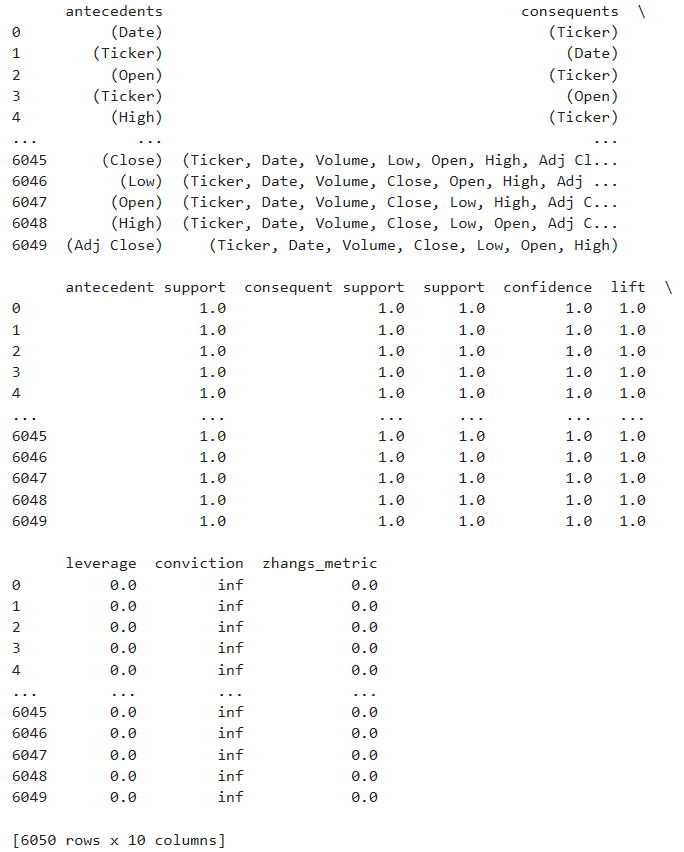 antecedents consequents \
0 (Date) (Ticker)
1 (Ticker) (Date)
2 (Open) (Ticker)
3 (Ticker) (Open)
4 (High) (Ticker)
... ... ...
6045 (Close) (Ticker, Date, Volume, Low, Open, High, Adj Cl...
6046 (Low) (Ticker, Date, Volume, Close, Open, High, Adj ...
6047 (Open) (Ticker, Date, Volume, Close, Low, High, Adj C...
6048 (High) (Ticker, Date, Volume, Close, Low, Open, Adj C...
6049 (Adj Close) (Ticker, Date, Volume, Close, Low, Open, High)
antecedent support consequent support support confidence lift \
0 1.0 1.0 1.0 1.0 1.0
1 1.0 1.0 1.0 1.0 1.0
2 1.0 1.0 1.0 1.0 1.0
3 1.0 1.0 1.0 1.0 1.0
4 1.0 1.0 1.0 1.0 1.0
... ... ... ... ... ...
6045 1.0 1.0 1.0 1.0 1.0
6046 1.0 1.0 1.0 1.0 1.0
6047 1.0 1.0 1.0 1.0 1.0
6048 1.0 1.0 1.0 1.0 1.0
6049 1.0 1.0 1.0 1.0 1.0
leverage conviction zhangs_metric
0 0.0 inf 0.0
1 0.0 inf 0.0
2 0.0 inf 0.0
3 0.0 inf 0.0
4 0.0 inf 0.0
... ... ... ...
6045 0.0 inf 0.0
6046 0.0 inf 0.0
6047 0.0 inf 0.0
6048 0.0 inf 0.0
6049 0.0 inf 0.0
[6050 rows x 10 columns]